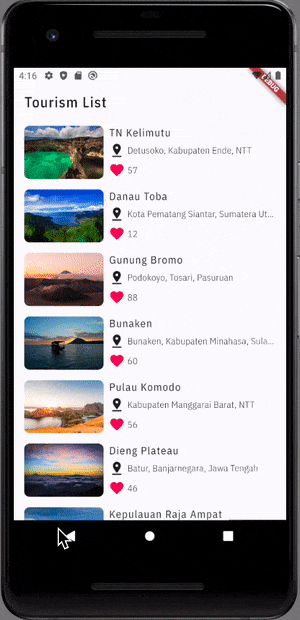 4:16
DEBUG
Tourism List
TN Kelimutu
Detusoko, Kabupaten Ende, NTT
57
Danau Toba
Kota Pematang Siantar, Sumatera Ut...
12
Gunung Bromo
Podokoyo, Tosari, Pasuruan
88
Bunaken
Bunaken, Kabupaten Minahasa, Sula...
60
Pulau Komodo
Kabupaten Manggarai Barat, NTT
56
Dieng Plateau
Batur, Banjarnegara, Jawa Tengah
46
Kepulauan Raja Ampat